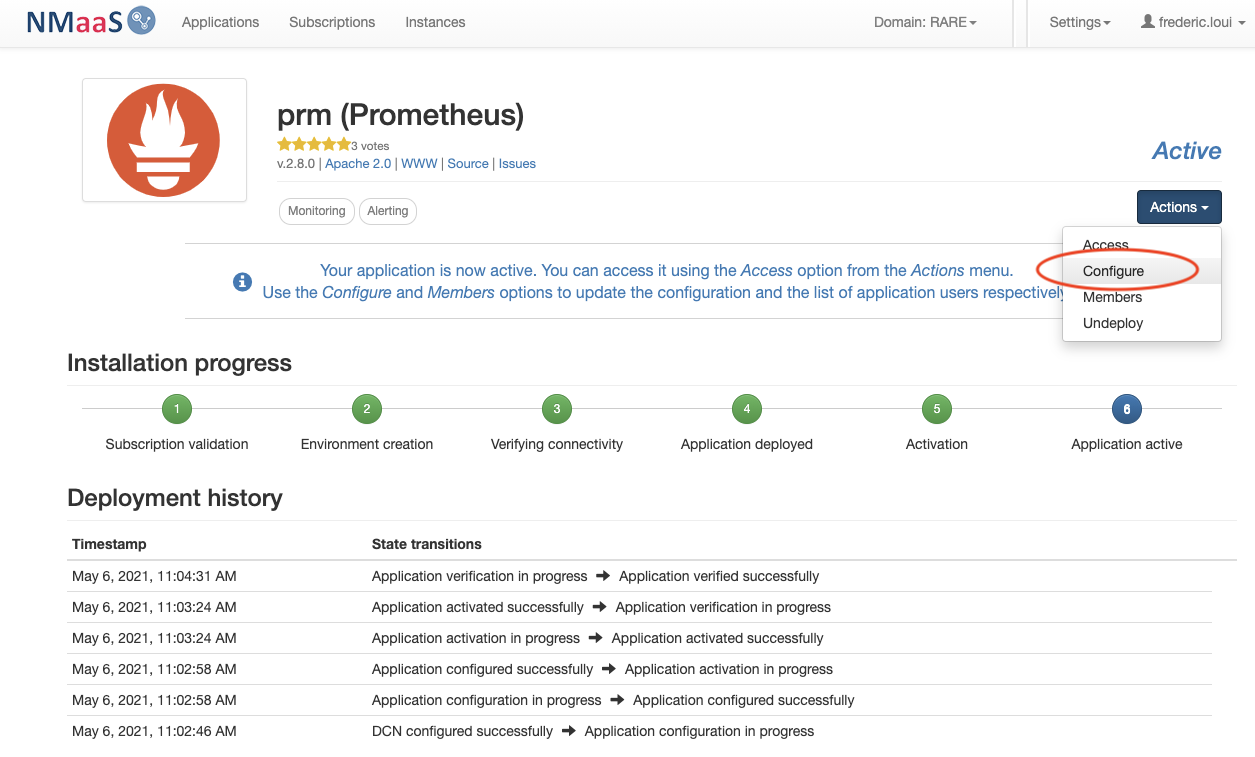 NMaaS Applications Subscriptions Instances Domain: RARE Settings frederic.loui
prm (Prometheus)
3 votes
v.2.8.0 | Apache 2.0 | WWW | Source | Issues
Active
Monitoring Alerting
Actions
Access
Configure
Members
Undeploy
Your application is now active. You can access it using the Access option from the Actions menu.
Use the Configure and Members options to update the configuration and the list of application users respectively
Installation progress
1 2 3 4 5 6
Subscription validation Environment creation Verifying connectivity Application deployed Activation Application active
Deployment history
Timestamp State transitions
May 6, 2021, 11:04:31 AM Application verification in progress ➔ Application verified successfully
May 6, 2021, 11:03:24 AM Application activated successfully ➔ Application verification in progress
May 6, 2021, 11:03:24 AM Application activation in progress ➔ Application activated successfully
May 6, 2021, 11:02:58 AM Application configured successfully ➔ Application activation in progress
May 6, 2021, 11:02:58 AM Application configuration in progress ➔ Application configured successfully
May 6, 2021, 11:02:46 AM DCN configured successfully ➔ Application configuration in progress